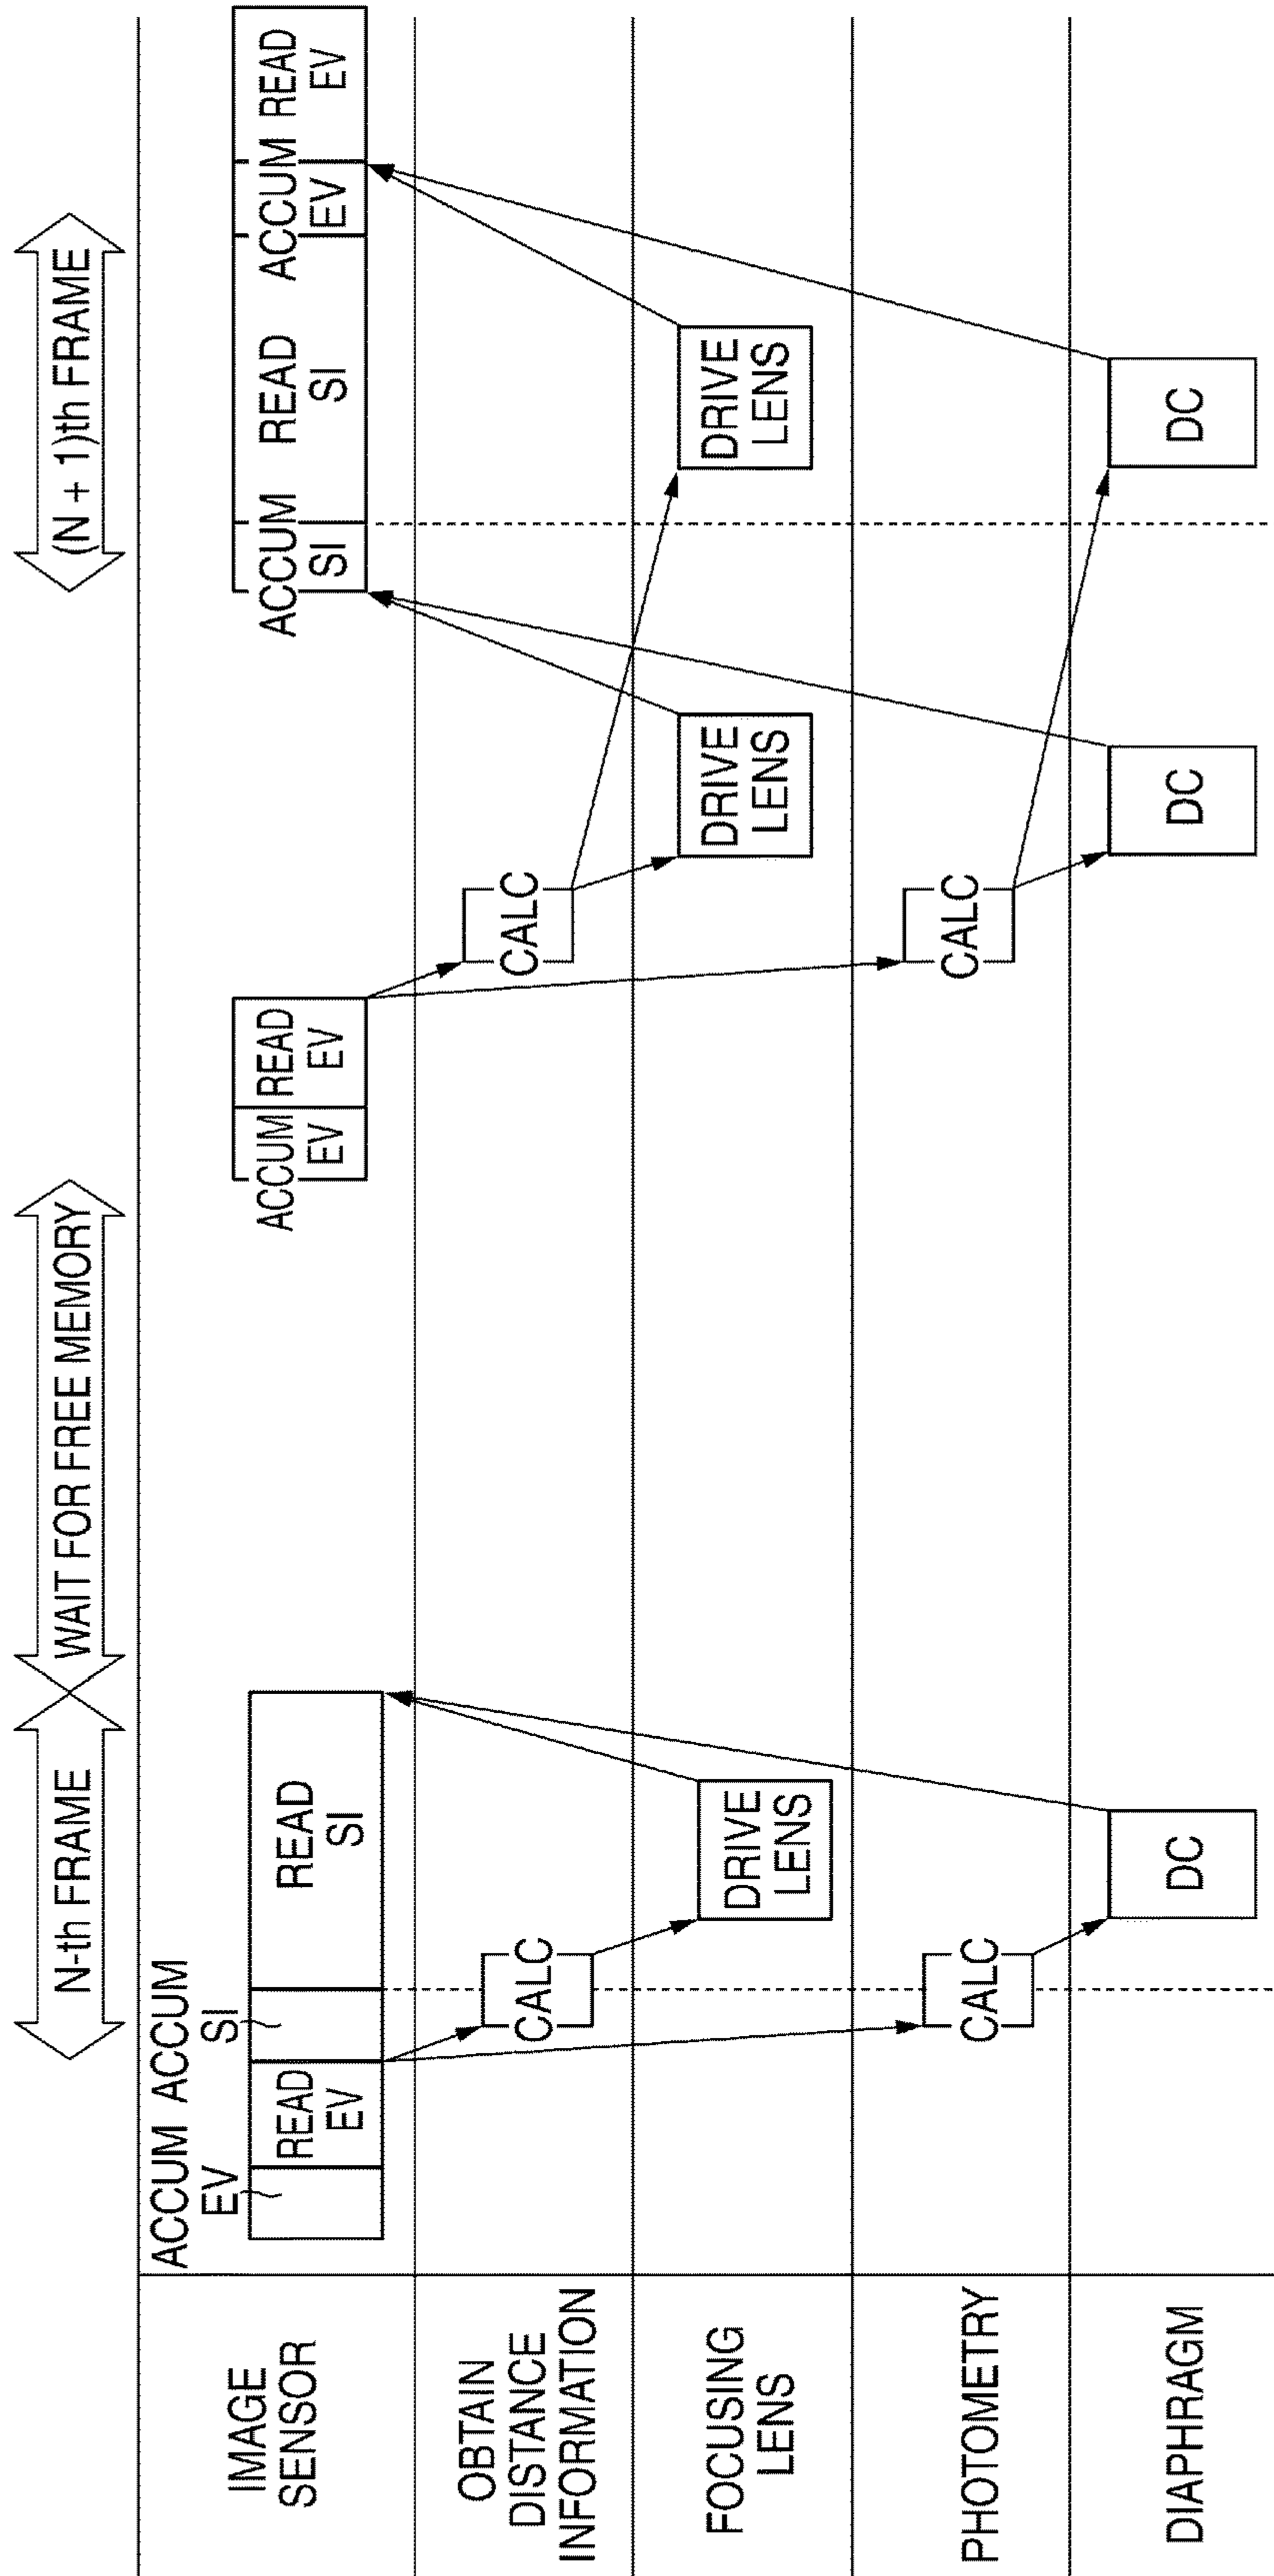 N-th FRAME
WAIT FOR FREE MEMORY
(N + 1)th FRAME
IMAGE
SENSOR
ACCUM
EV
READ
EV
ACCUM
SI
READ
SI
ACCUM
EV
READ
EV
ACCUM
SI
READ
SI
ACCUM
EV
READ
EV
OBTAIN
DISTANCE
INFORMATION
CALC
CALC
FOCUSING
LENS
DRIVE
LENS
DRIVE
LENS
DRIVE
LENS
PHOTOMETRY
CALC
CALC
DIAPHRAGM
DC
DC
DC